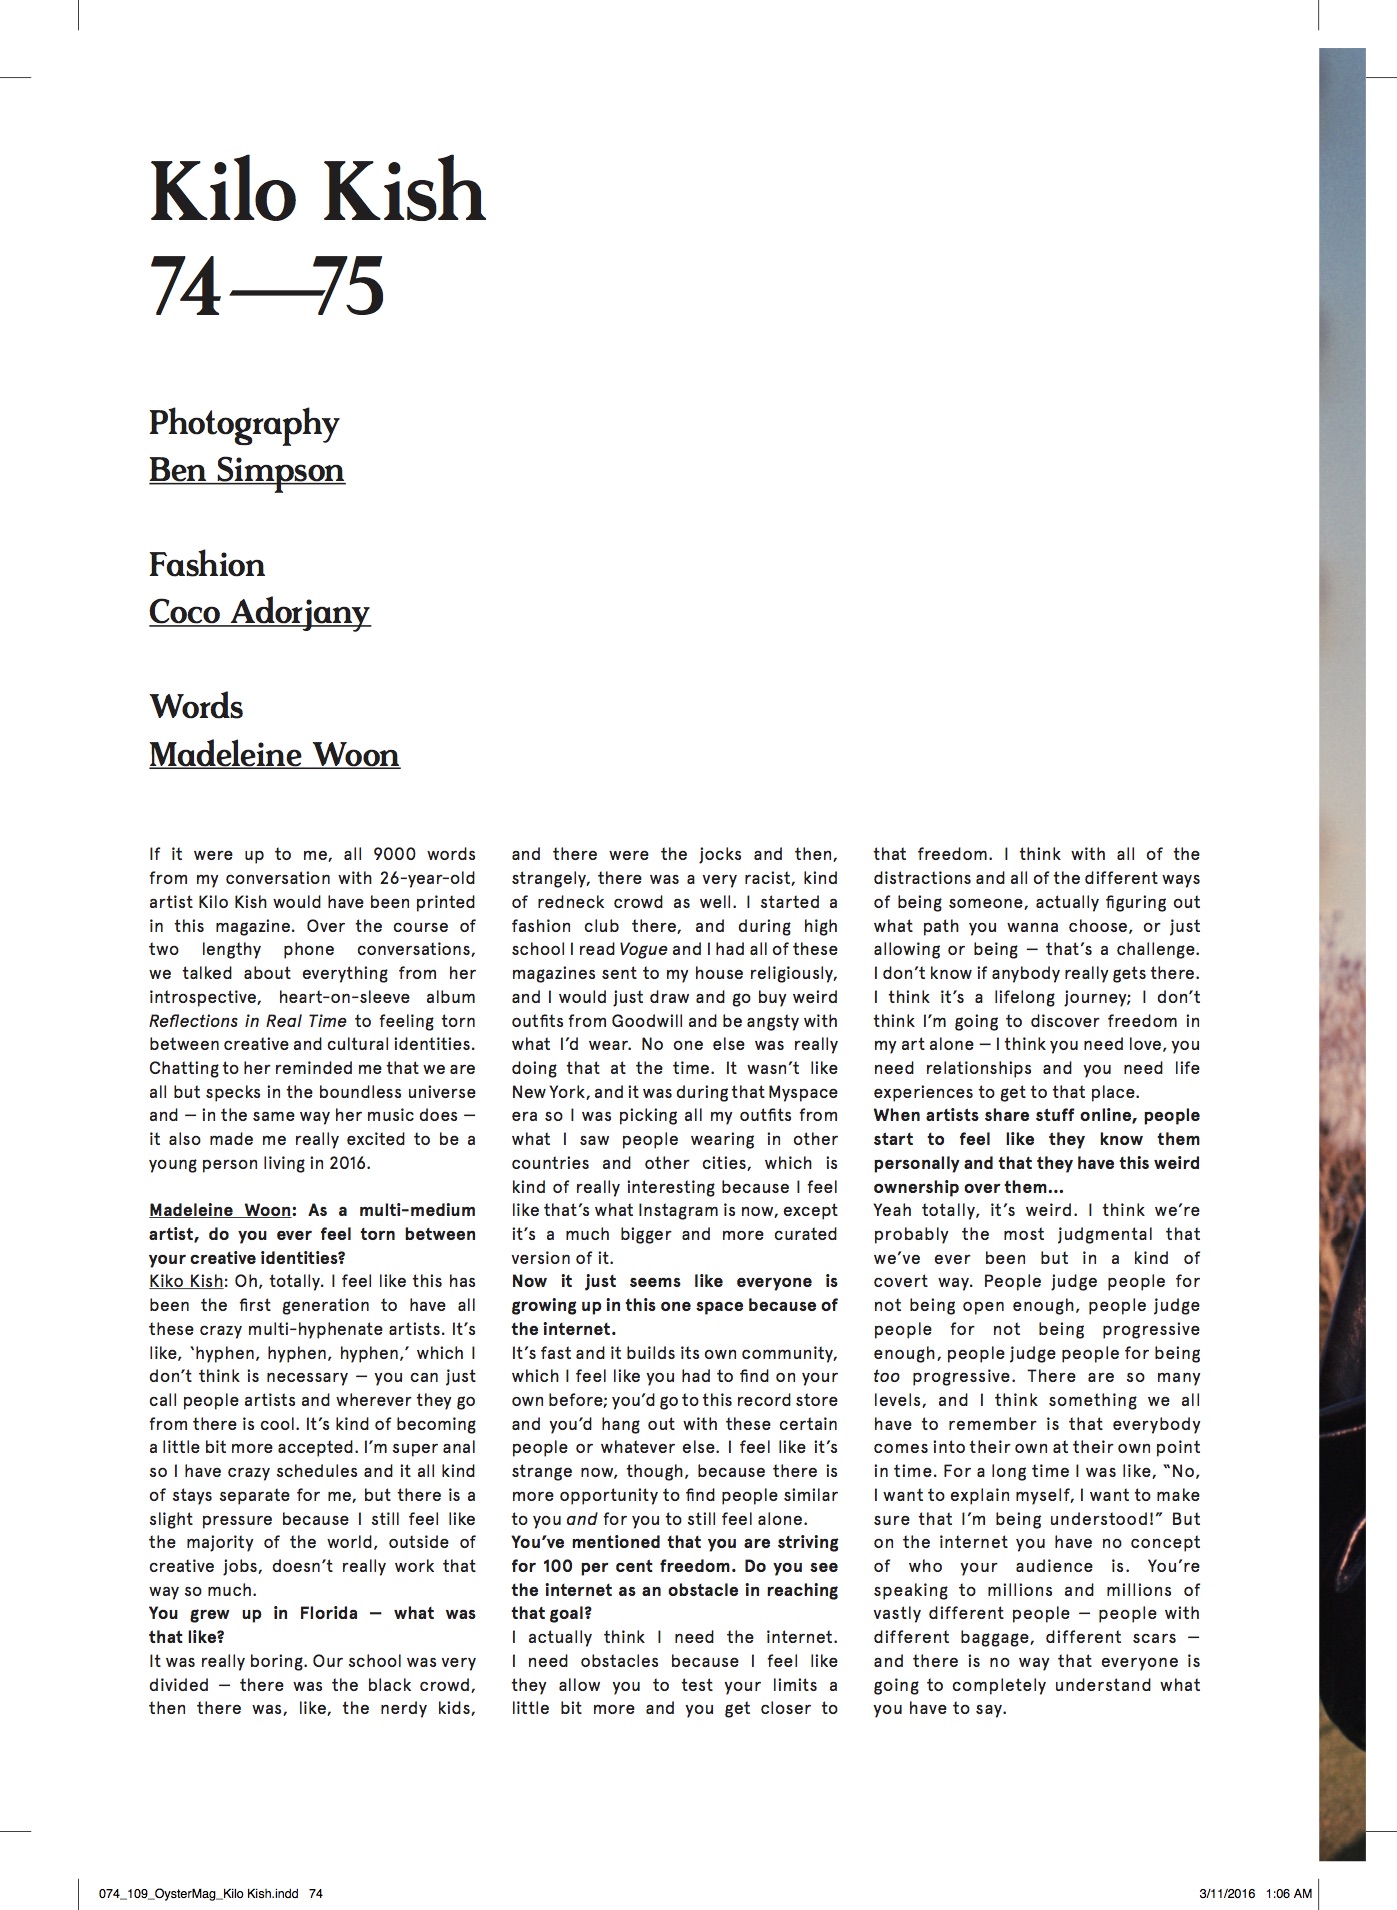 Kilo Kish
74—75
Photography
Ben Simpson
Fashion
Coco Adorjany
Words
Madeleine Woon
If it were up to me, all 9000 words
from my conversation with 26-year-old
artist Kilo Kish would have been printed
in this magazine. Over the course of
two lengthy phone conversations,
we talked about everything from her
introspective, heart-on-sleeve album
Reflections in Real Time to feeling torn
between creative and cultural identities.
Chatting to her reminded me that we are
all but specks in the boundless universe
and — in the same way her music does —
it also made me really excited to be a
young person living in 2016.
Madeleine Woon: As a multi-medium
artist, do you ever feel torn between
your creative identities?
Kiko Kish: Oh, totally. I feel like this has
been the first generation to have all
these crazy multi-hyphenate artists. It's
like, 'hyphen, hyphen, hyphen,' which I
don't think is necessary — you can just
call people artists and wherever they go
from there is cool. It's kind of becoming
a little bit more accepted. I'm super anal
so I have crazy schedules and it all kind
of stays separate for me, but there is a
slight pressure because I still feel like
the majority of the world, outside of
creative jobs, doesn't really work that
way so much.
You grew up in Florida — what was
that like?
It was really boring. Our school was very
divided — there was the black crowd,
then there was, like, the nerdy kids,
and there were the jocks and then,
strangely, there was a very racist, kind
of redneck crowd as well. I started a
fashion club there, and during high
school I read Vogue and I had all of these
magazines sent to my house religiously,
and I would just draw and go buy weird
outfits from Goodwill and be angsty with
what I'd wear. No one else was really
doing that at the time. It wasn't like
New York, and it was during that Myspace
era so I was picking all my outfits from
what I saw people wearing in other
countries and other cities, which is
kind of really interesting because I feel
like that's what Instagram is now, except
it's a much bigger and more curated
version of it.
Now it just seems like everyone is
growing up in this one space because of
the internet.
It's fast and it builds its own community,
which I feel like you had to find on your
own before; you'd go to this record store
and you'd hang out with these certain
people or whatever else. I feel like it's
strange now, though, because there is
more opportunity to find people similar
to you and for you to still feel alone.
You've mentioned that you are striving
for 100 per cent freedom. Do you see
the internet as an obstacle in reaching
that goal?
I actually think I need the internet.
I need obstacles because I feel like
they allow you to test your limits a
little bit more and you get closer to
that freedom. I think with all of the
distractions and all of the different ways
of being someone, actually figuring out
what path you wanna choose, or just
allowing or being — that's a challenge.
I don't know if anybody really gets there.
I think it's a lifelong journey; I don't
think I'm going to discover freedom in
my art alone — I think you need love, you
need relationships and you need life
experiences to get to that place.
When artists share stuff online, people
start to feel like they know them
personally and that they have this weird
ownership over them...
Yeah totally, it's weird. I think we're
probably the most judgmental that
we've ever been but in a kind of
covert way. People judge people for
not being open enough, people judge
people for not being progressive
enough, people judge people for being
too progressive. There are so many
levels, and I think something we all
have to remember is that everybody
comes into their own at their own point
in time. For a long time I was like, "No,
I want to explain myself, I want to make
sure that I'm being understood!" But
on the internet you have no concept
of who your audience is. You're
speaking to millions and millions of
vastly different people — people with
different baggage, different scars —
and there is no way that everyone is
going to completely understand what
you have to say.
074_109_OysterMag_Kilo Kish.indd 74
3/11/2016 1:06 AM